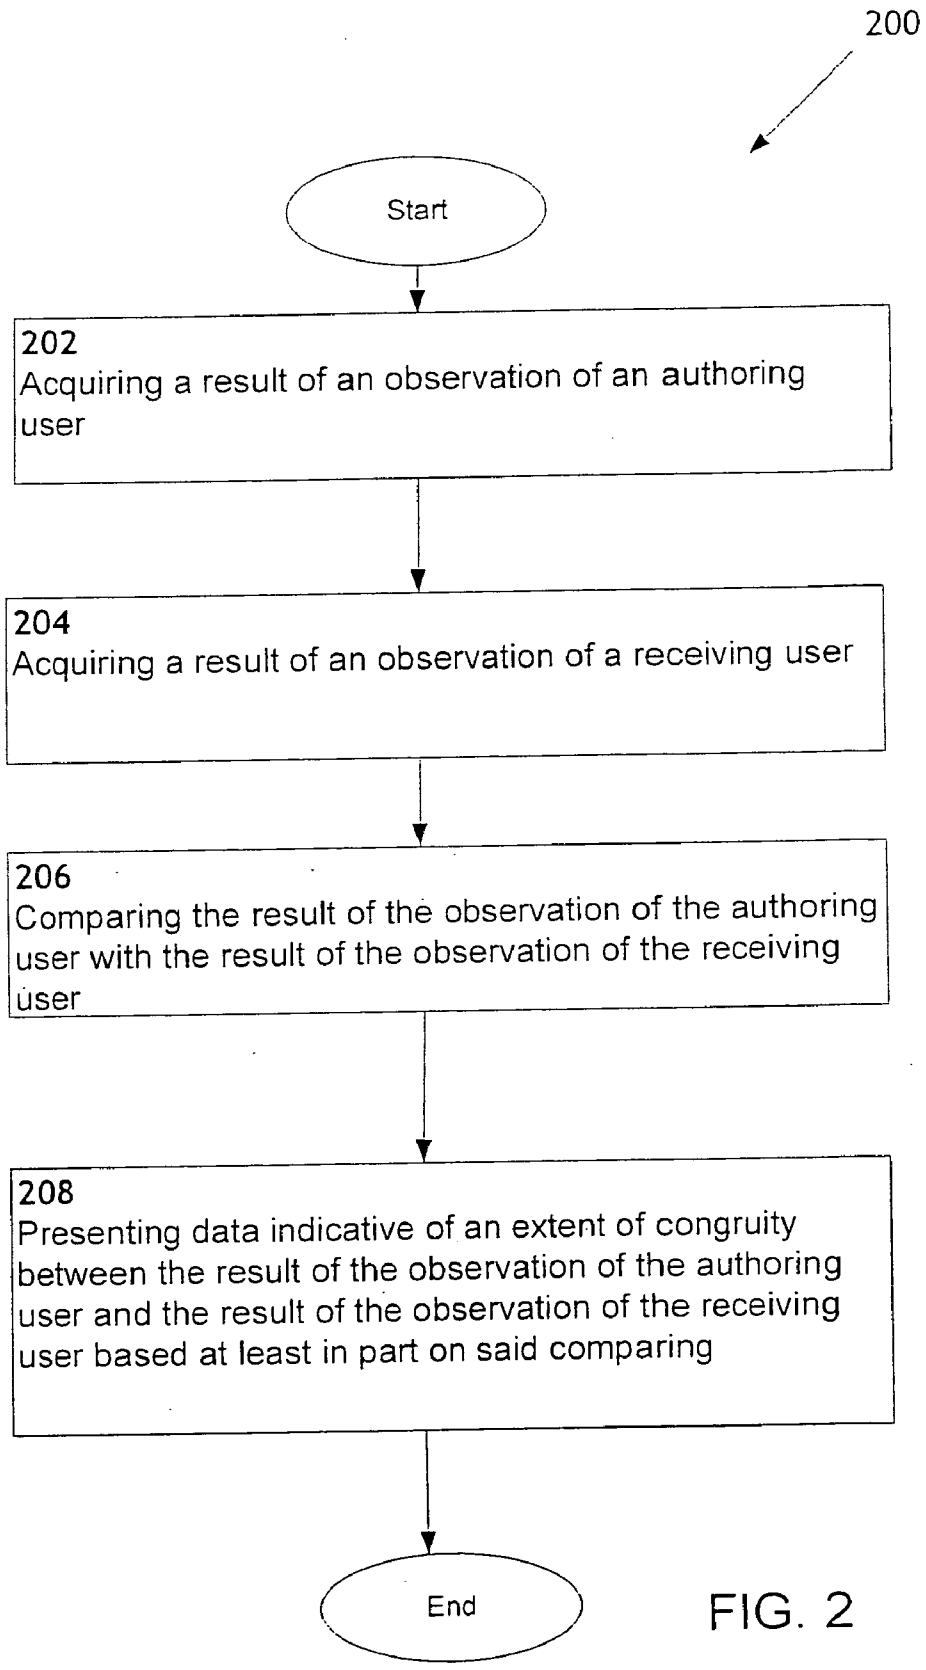 200
Start
202
Acquiring a result of an observation of an authoring
user
204
Acquiring a result of an observation of a receiving user
206
Comparing the result of the observation of the authoring
user with the result of the observation of the receiving
user
208
Presenting data indicative of an extent of congruity
between the result of the observation of the authoring
user and the result of the observation of the receiving
user based at least in part on said comparing
End
FIG. 2